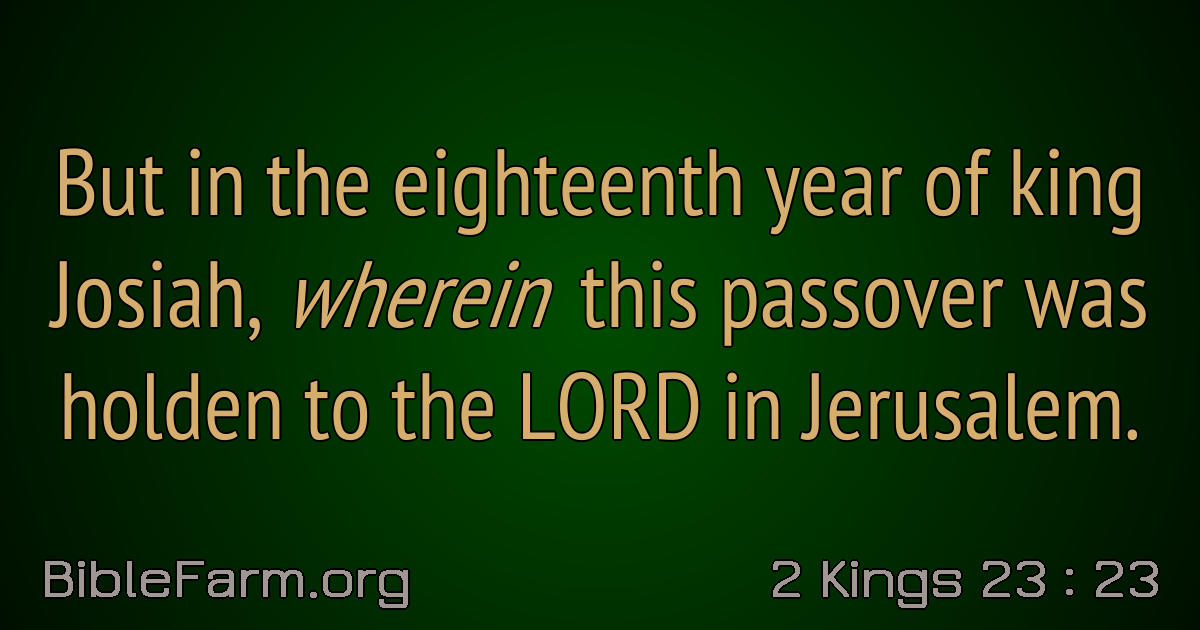 But in the eighteenth year of king
Josiah, wherein this passover was
holden to the LORD in Jerusalem.
BibleFarm.org
2 Kings 23 : 23